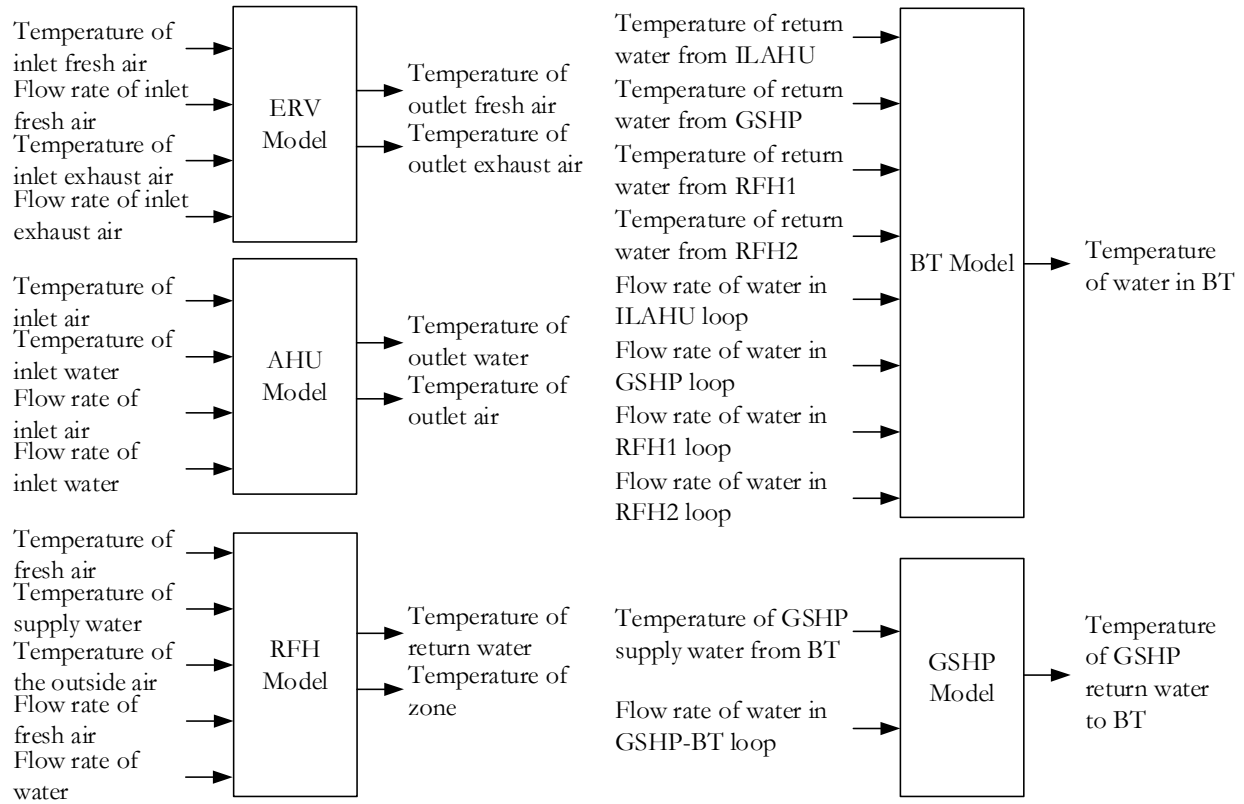 Temperature of
inlet fresh air
Flow rate of inlet
fresh air
Temperature of
inlet exhaust air
Flow rate of inlet
exhaust air
ERV
Model
Temperature of
outlet fresh air
Temperature of
outlet exhaust air
Temperature of
inlet air
Temperature of
inlet water
Flow rate of
inlet air
Flow rate of
inlet water
AHU
Model
Temperature of
outlet water
Temperature of
outlet air
Temperature of
fresh air
Temperature of
supply water
Temperature of
the outside air
Flow rate of
fresh air
Flow rate of
water
RFH
Model
Temperature of
return water
Temperature of
zone
Temperature of return
water from ILAHU
Temperature of return
water from GSHP
Temperature of return
water from RFH1
Temperature of return
water from RFH2
Flow rate of water in
ILAHU loop
Flow rate of water in
GSHP loop
Flow rate of water in
RFH1 loop
Flow rate of water in
RFH2 loop
BT Model
Temperature
of water in BT
Temperature of GSHP
supply water from BT
Flow rate of water in
GSHP-BT loop
GSHP
Model
Temperature
of GSHP
return water
to BT